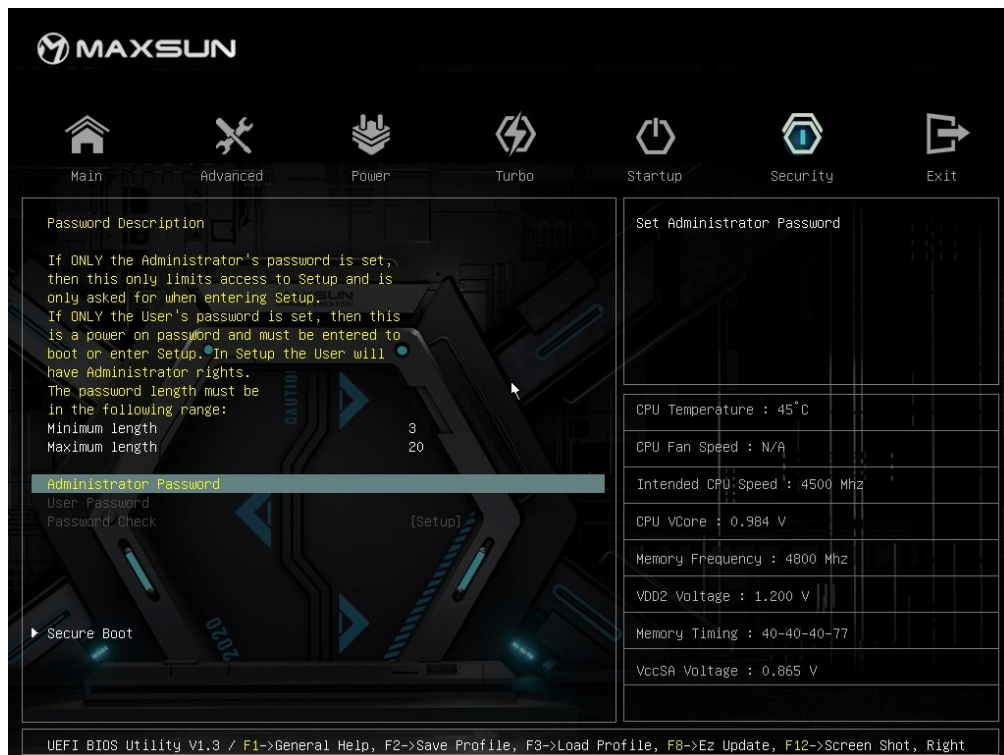 MAXSUN
Main Advanced Power Turbo Startup Security Exit
Password Description
If ONLY the Administrator's password is set,
then this only limits access to Setup and is
only asked for when entering Setup.
If ONLY the User's password is set, then this
is a power on password and must be entered to
boot or enter Setup. In Setup the User will
have Administrator rights.
The password length must be
in the following range:
Minimum length 3
Maximum length 20
Administrator Password
User Password
Password Check [Setup]
Secure Boot
Set Administrator Password
CPU Temperature : 45°C
CPU Fan Speed : N/A
Intended CPU Speed : 4500 Mhz
CPU VCore : 0.984 V
Memory Frequency : 4800 Mhz
VDD2 Voltage : 1.200 V
Memory Timing : 40-40-40-77
VccSA Voltage : 0.865 V
CAUTION
2020
UEFI BIOS Utility V1.3 / F1->General Help, F2->Save Profile, F3->Load Profile, F8->Ez Update, F12->Screen Shot, Right